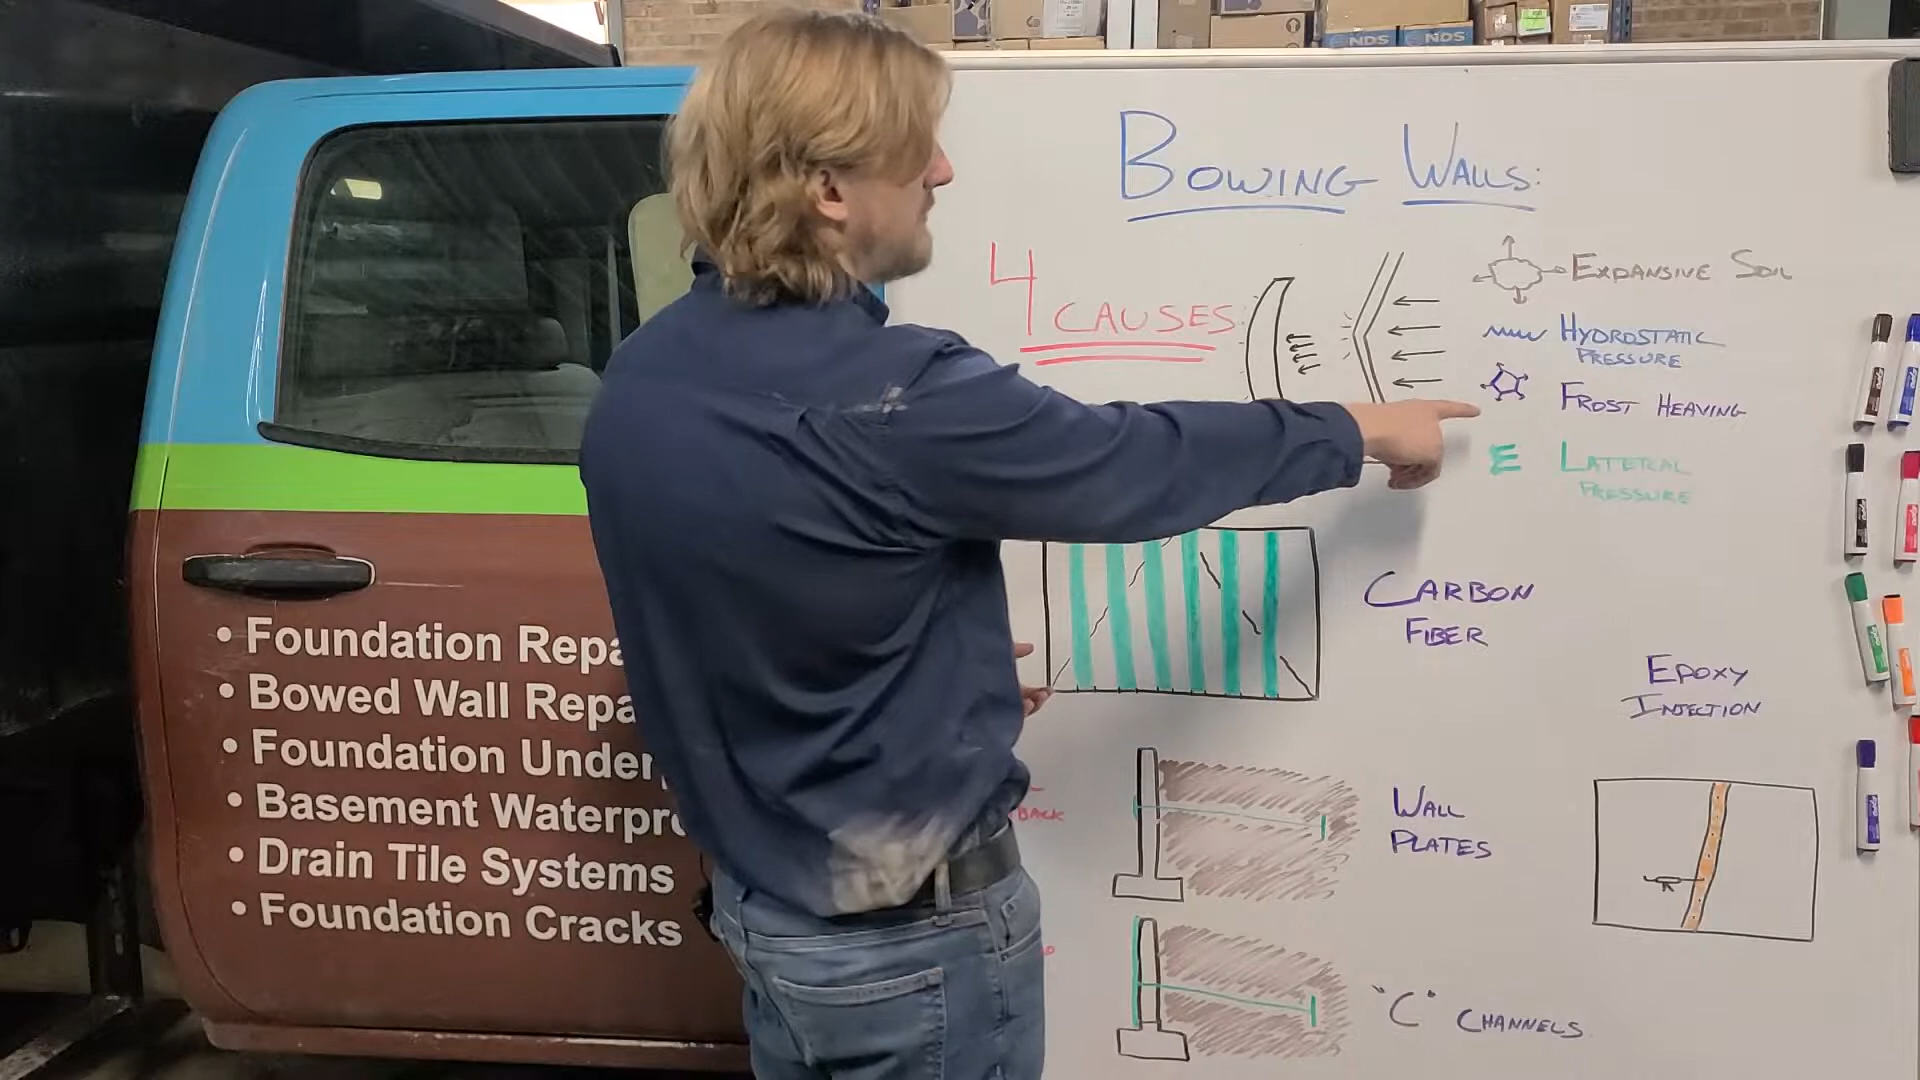 NDS NDS
BOWING WALLS:
4 CAUSES
EXPANSIVE SOIL
HYDROSTATIC
PRESSURE
FROST HEAVING
LATERAL
PRESSURE
CARBON
FIBER
EPOXY
INJECTION
WALL
PLATES
BACK
"C" CHANNELS
• Foundation Repa
• Bowed Wall Repa
• Foundation Under
• Basement Waterpro
• Drain Tile Systems
• Foundation Cracks